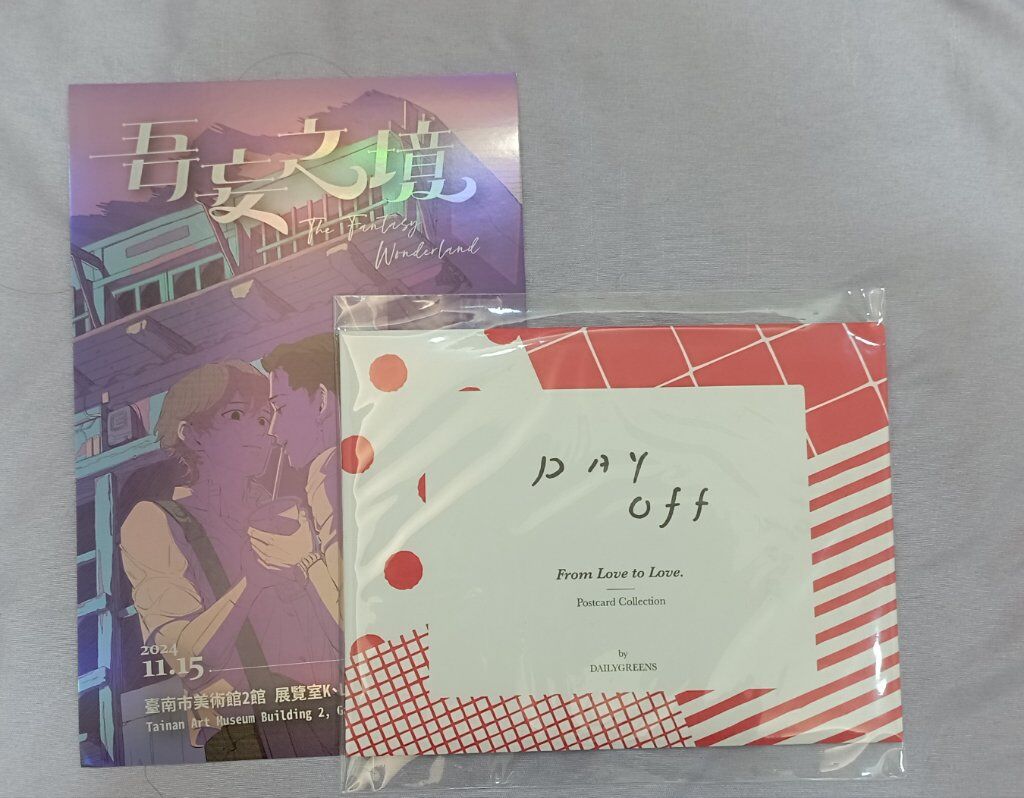 吾妄之境
The Fantasy
Wonderland
2024
11.15
臺南市美術館2館 展覽室K、
Tainan Art Museum Building 2,
DAY
off
From Love to Love.
Postcard Collection
by
DAILYGREENS